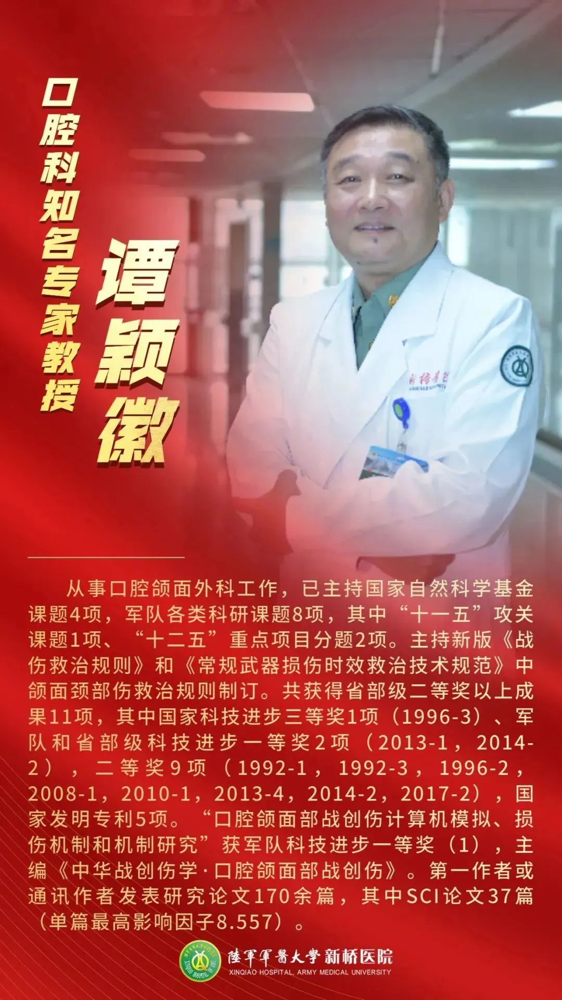 口腔科知名专家教授
谭颖徽
从事口腔颌面外科工作，已主持国家自然科学基金
课题4项，军队各类科研课题8项，其中“十一五”攻关
课题1项、“十二五”重点项目分题2项。主持新版《战
伤救治规则》和《常规武器损伤时效救治技术规范》中
颌面颈部伤救治规则制订。共获得省部级二等奖以上成
果11项，其中国家科技进步三等奖1项（1996-3）、军
队和省部级科技进步一等奖2项（2013-1，2014-
2），二等奖9项（1992-1，1992-3，1996-2，
2008-1，2010-1，2013-4，2014-2，2017-2），国
家发明专利5项。“口腔颌面部战创伤计算机模拟、损
伤机制和机制研究”获军队科技进步一等奖（1），主
编《中华战创伤学·口腔颌面部战创伤》。第一作者或
通讯作者发表研究论文170余篇，其中SCI论文37篇
（单篇最高影响因子8.557）。
陸軍軍醫大學新桥医院
XINQIAO HOSPITAL, ARMY MEDICAL UNIVERSITY